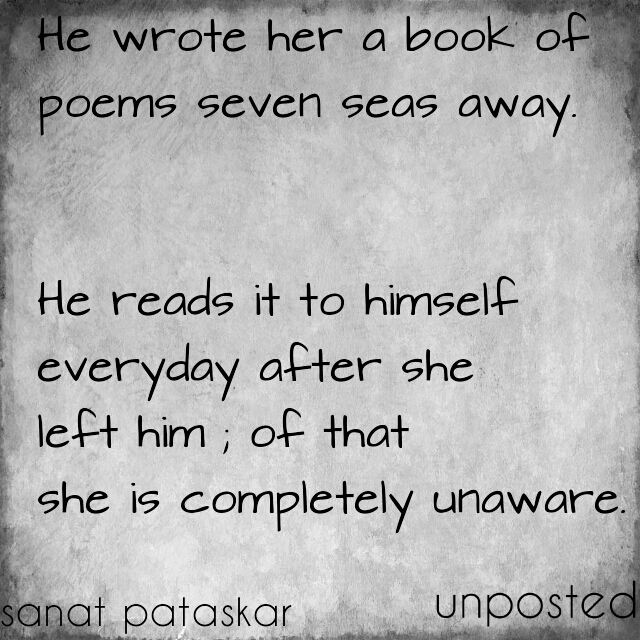 He wrote her a book of
poems seven seas away.
He reads it to himself
everyday after she
left him ; of that
she is completely unaware.
sanat pataskar
unposted